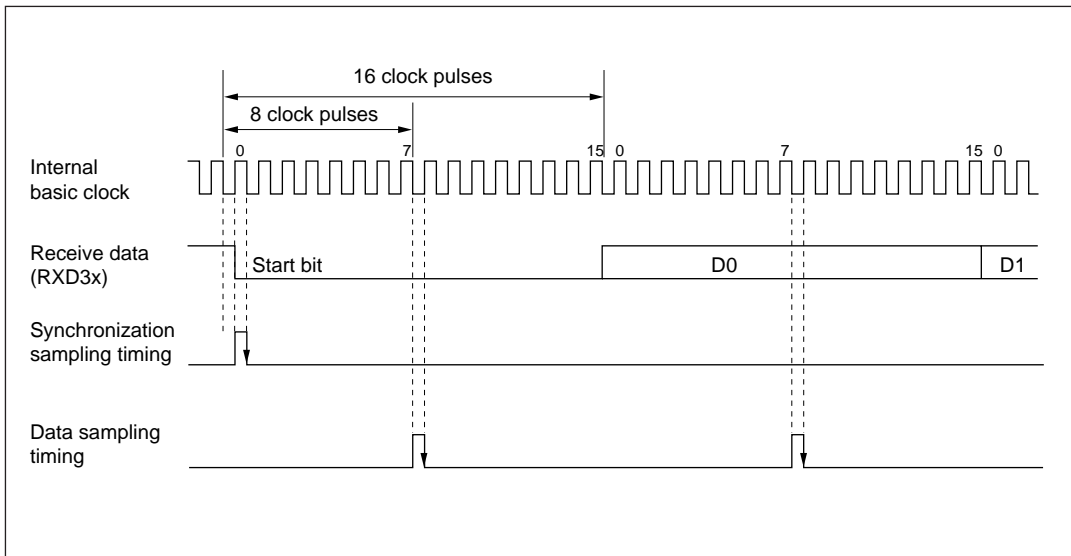 16 clock pulses
8 clock pulses
0 7 15 0 7 15 0
Internal
basic clock
Receive data
(RXD3x)
Start bit D0 D1
Synchronization
sampling timing
Data sampling
timing